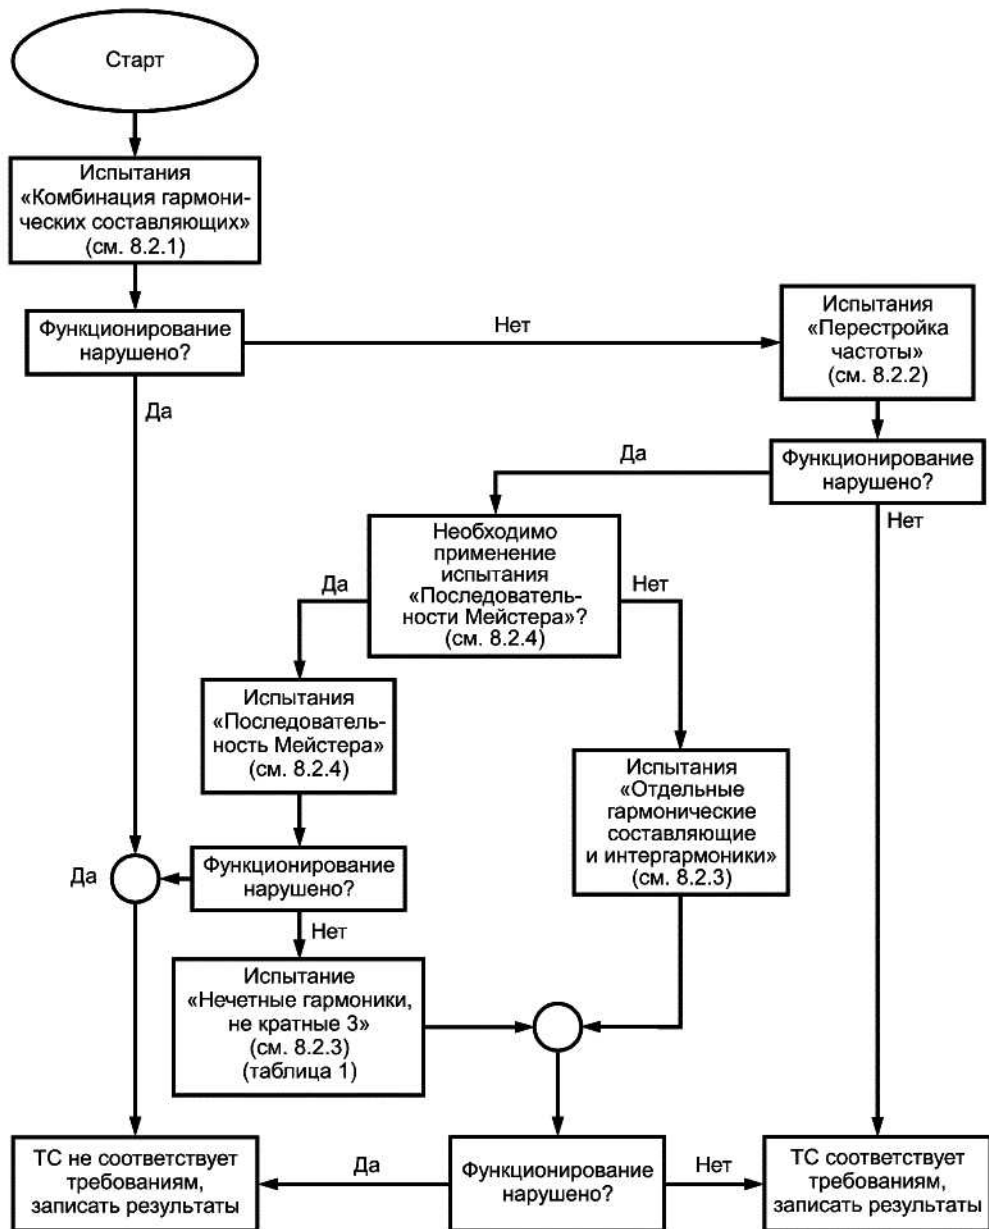 Старт
Испытания
«Комбинация гармони-
ческих составляющих»
(см. 8.2.1)
Функционирование
нарушено?
Нет
Испытания
«Перестройка
частоты»
(см. 8.2.2)
Да
Да
Функционирование
нарушено?
Нет
Необходимо
применение
испытания
«Последователь-
ности Мейстера»?
(см. 8.2.4)
Да
Нет
Испытания
«Последователь-
ность Мейстера»
(см. 8.2.4)
Испытания
«Отдельные
гармонические
составляющие
и интергармоники»
(см. 8.2.3)
Да
Функционирование
нарушено?
Нет
Испытание
«Нечетные гармоники,
не кратные 3»
(см. 8.2.3)
(таблица 1)
ТС не соответствует
требованиям,
записать результаты
Да
Функционирование
нарушено?
Нет
ТС соответствует
требованиям,
записать результаты